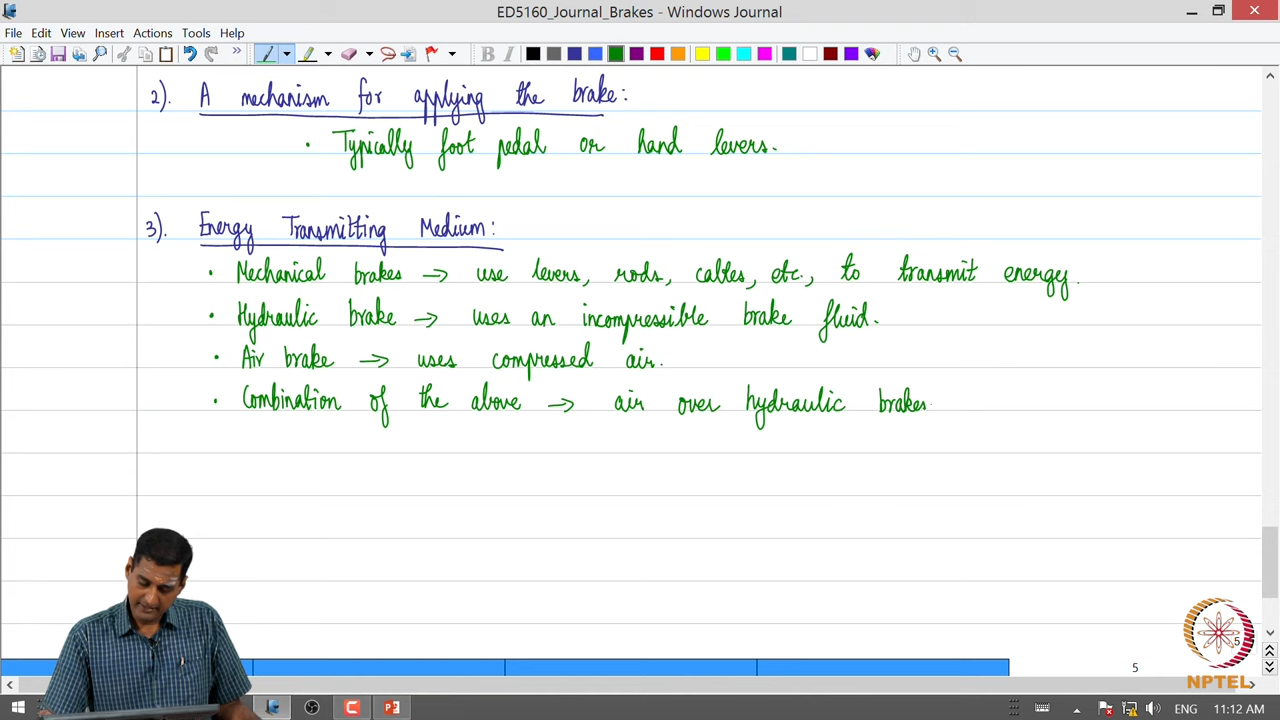 ED5160_Journal_Brakes - Windows Journal
File Edit View Insert Actions Tools Help
2). A mechanism for applying the brake:
· Typically foot pedal or hand levers.
3). Energy Transmitting Medium:
· Mechanical brakes → use levers, rods, cables, etc., to transmit energy.
· Hydraulic brake → uses an incompressible brake fluid.
· Air brake → uses compressed air.
· Combination of the above → air over hydraulic brakes.
5
5
NPTEL
ENG 11:12 AM